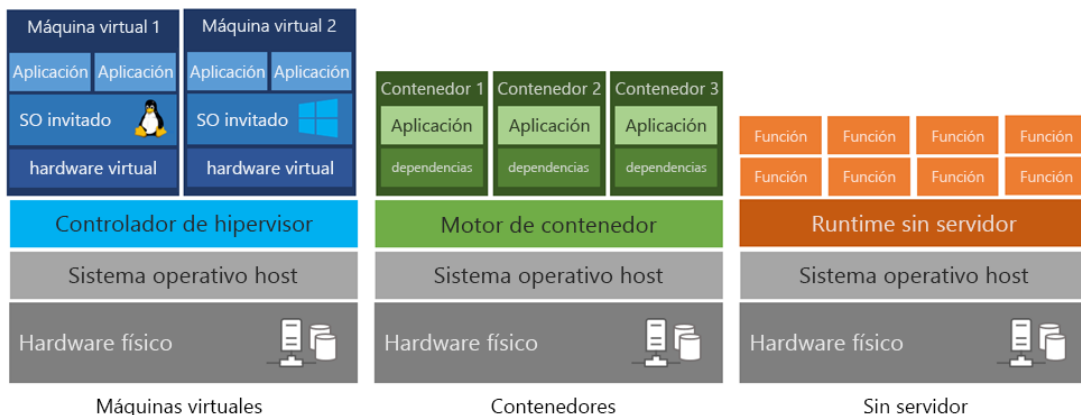 Máquina virtual 1
Aplicación Aplicación
SO invitado
hardware virtual
Máquina virtual 2
Aplicación Aplicación
SO invitado
hardware virtual
Controlador de hipervisor
Sistema operativo host
Hardware físico
Máquinas virtuales
Contenedor 1
Aplicación
dependencias
Contenedor 2
Aplicación
dependencias
Contenedor 3
Aplicación
dependencias
Motor de contenedor
Sistema operativo host
Hardware físico
Contenedores
Función Función Función Función
Función Función Función Función
Runtime sin servidor
Sistema operativo host
Hardware físico
Sin servidor